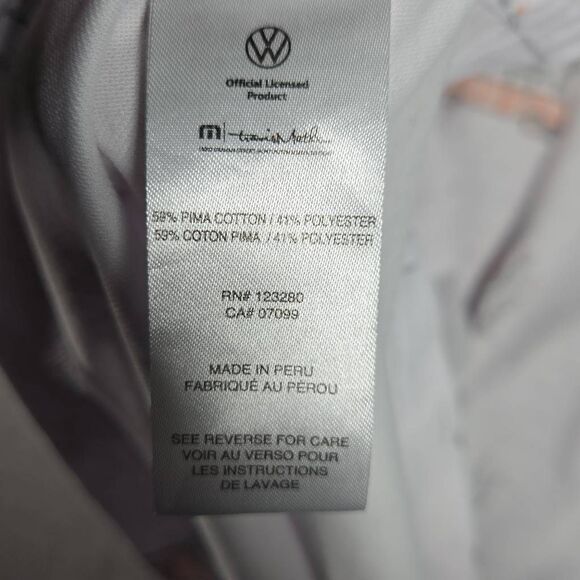 Official Licensed
Product
travisMathew
59% PIMA COTTON / 41% POLYESTER
59% COTON PIMA / 41% POLYESTER
RN# 123280
CA# 07099
MADE IN PERU
FABRIQUÉ AU PÉROU
SEE REVERSE FOR CARE
VOIR AU VERSO POUR
LES INSTRUCTIONS
DE LAVAGE